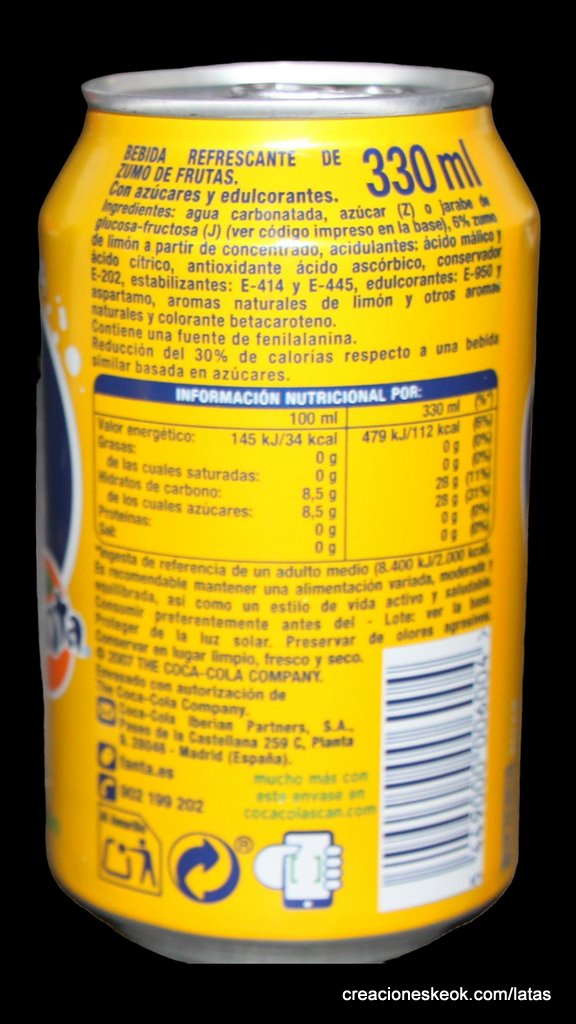 BEBIDA REFRESCANTE DE
ZUMO DE FRUTAS.
330 ml
Con azúcares y edulcorantes.
Ingredientes: agua carbonatada, azúcar (Z) o jarabe de
glucosa-fructosa (J) (ver código impreso en la base), 6% zumo
de limón a partir de concentrado, acidulantes: ácido málico y
ácido cítrico, antioxidante ácido ascórbico, conservador
E-202, estabilizantes: E-414 y E-445, edulcorantes: E-950 y
aspartamo, aromas naturales de limón y otros aromas
naturales y colorante betacaroteno.
Contiene una fuente de fenilalanina.
Reducción del 30% de calorías respecto a una bebida
similar basada en azúcares.
INFORMACIÓN NUTRICIONAL POR:
100 ml 330 ml (%*)
Valor energético: 145 kJ/34 kcal 479 kJ/112 kcal (6%)
Grasas: 0 g 0 g (0%)
de las cuales saturadas: 0 g 0 g (0%)
Hidratos de carbono: 8,5 g 28 g (11%)
de los cuales azúcares: 8,5 g 28 g (31%)
Proteínas: 0 g 0 g (0%)
Sal: 0 g 0 g (0%)
*Ingesta de referencia de un adulto medio (8.400 kJ/2.000 kcal).
Es recomendable mantener una alimentación variada, moderada y
equilibrada, así como un estilo de vida activo y saludable.
Consumir preferentemente antes del - Lote: ver la base.
Proteger de la luz solar. Preservar de olores agresivos.
Conservar en lugar limpio, fresco y seco.
© 2007 THE COCA-COLA COMPANY.
Envasado con autorización de
The Coca-Cola Company.
Coca-Cola Iberian Partners, S.A.,
Paseo de la Castellana 259 C, Planta
9, 28046 - Madrid (España).
fanta.es
902 199 202
mucho más con
este envase en
cocacolascan.com
Al Amarillo
®
creacioneskeok.com/latas